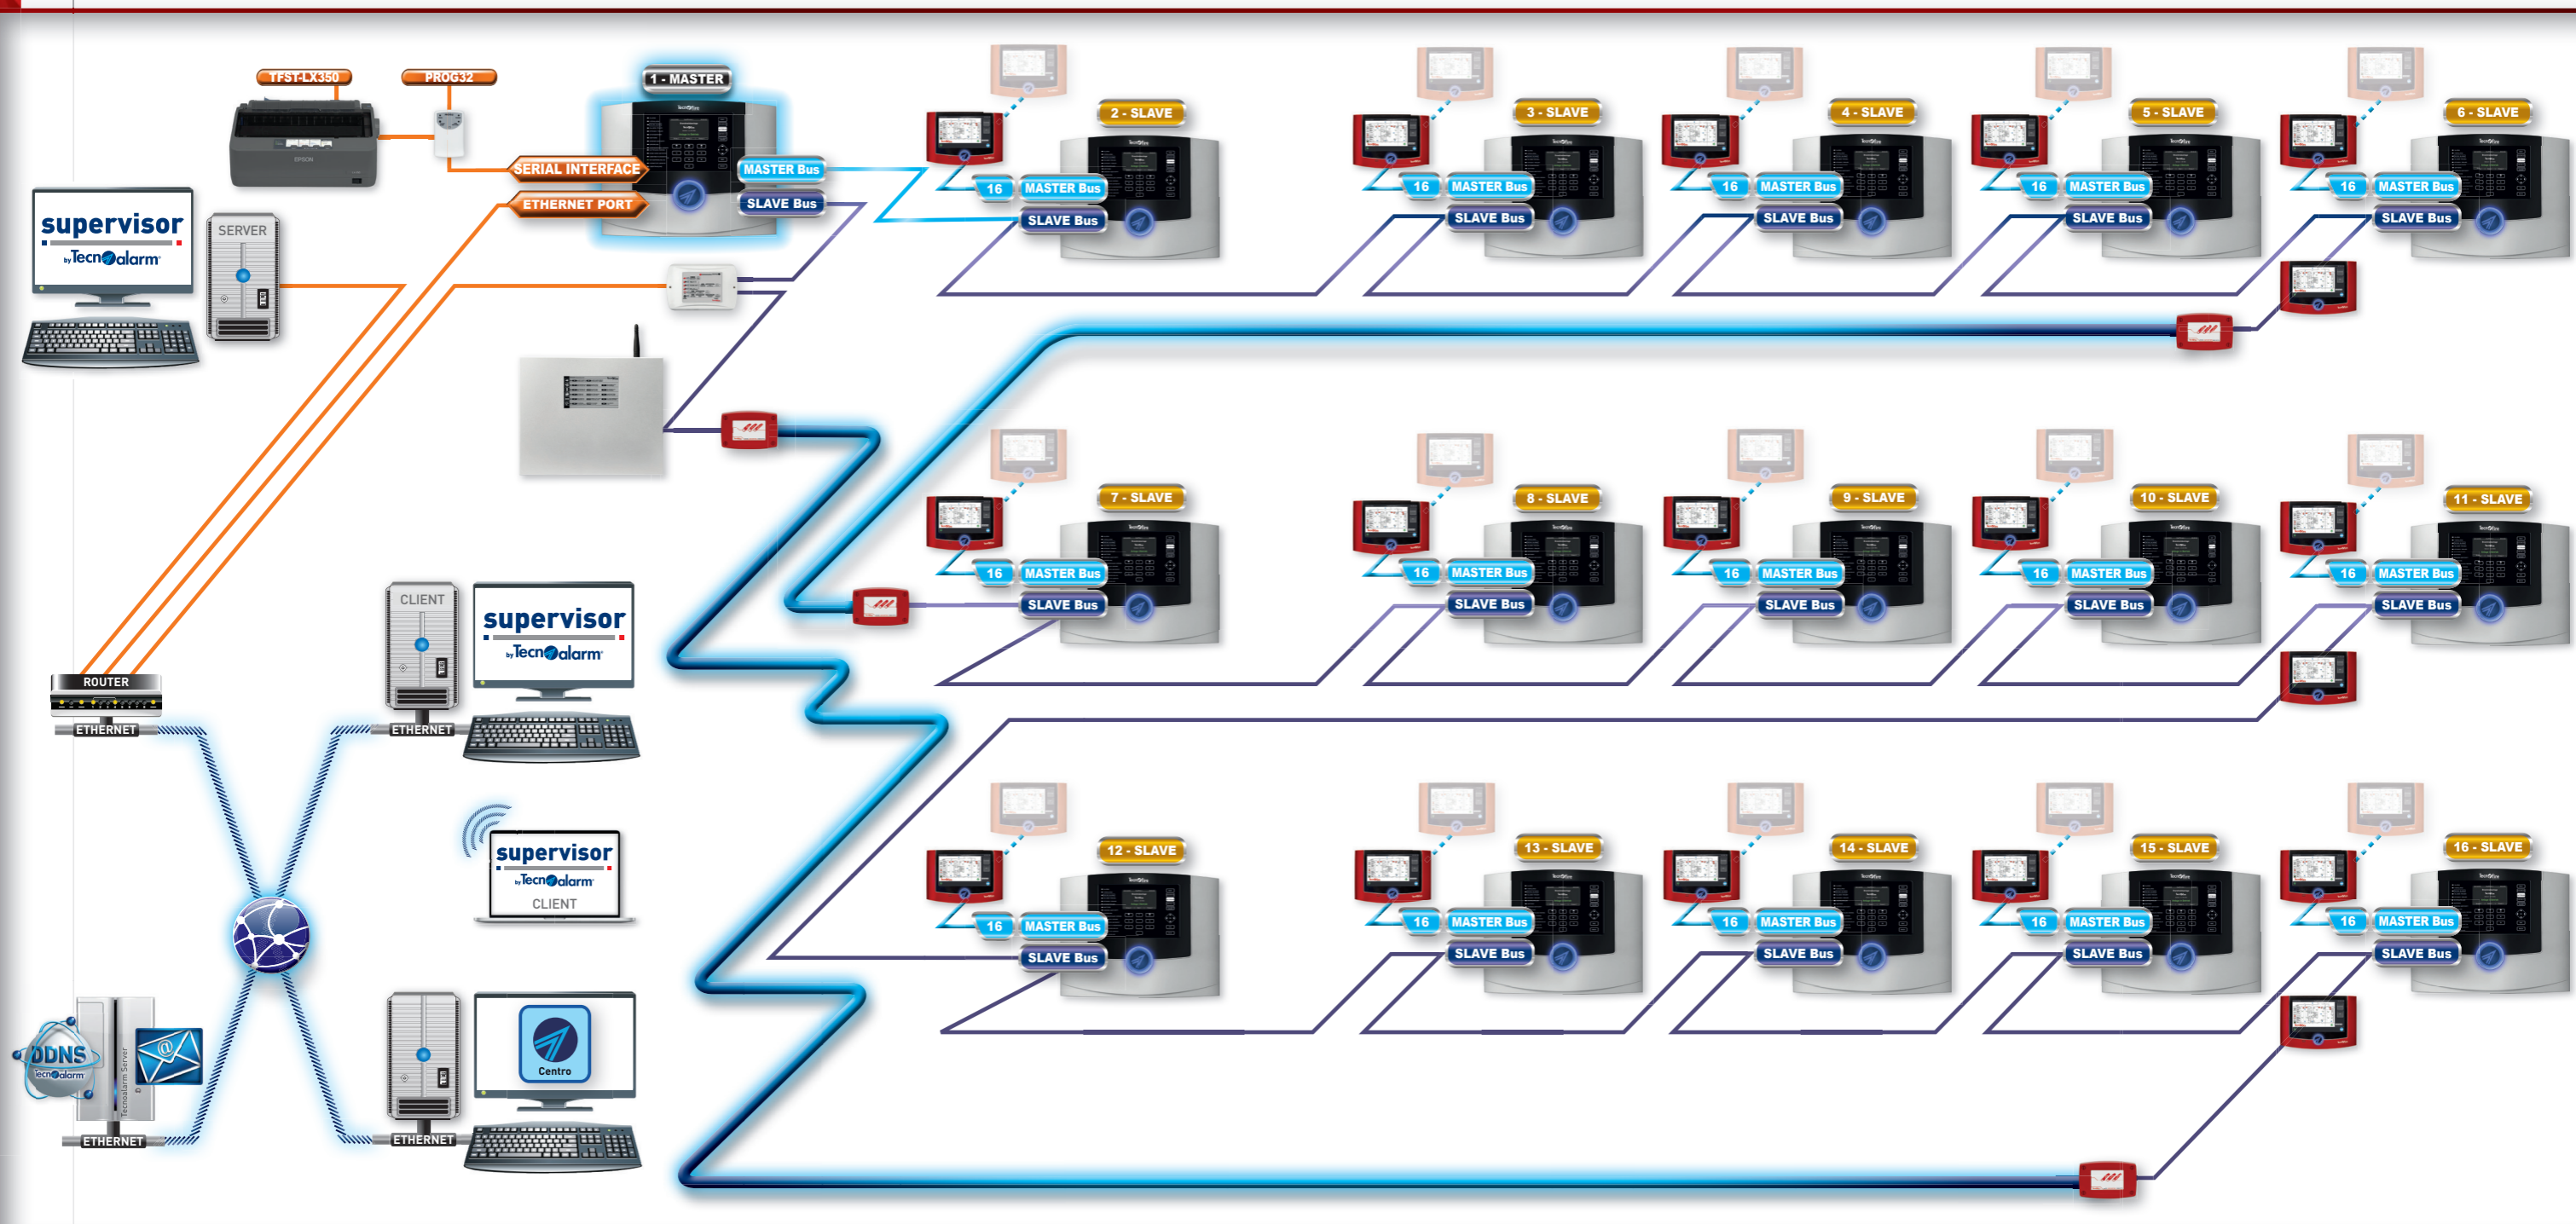 TFST-LX350
PROG32
1 - MASTER
EPSON
SERIAL INTERFACE
MASTER Bus
ETHERNET PORT
SLAVE Bus
supervisor
by Tecnoalarm
SERVER
2 - SLAVE
16 MASTER Bus
SLAVE Bus
3 - SLAVE
16 MASTER Bus
SLAVE Bus
4 - SLAVE
16 MASTER Bus
SLAVE Bus
5 - SLAVE
16 MASTER Bus
SLAVE Bus
6 - SLAVE
16 MASTER Bus
SLAVE Bus
7 - SLAVE
16 MASTER Bus
SLAVE Bus
8 - SLAVE
16 MASTER Bus
SLAVE Bus
9 - SLAVE
16 MASTER Bus
SLAVE Bus
10 - SLAVE
16 MASTER Bus
SLAVE Bus
11 - SLAVE
16 MASTER Bus
SLAVE Bus
CLIENT
supervisor
by Tecnoalarm
ROUTER
ETHERNET
ETHERNET
supervisor
by Tecnoalarm
CLIENT
12 - SLAVE
16 MASTER Bus
SLAVE Bus
13 - SLAVE
16 MASTER Bus
SLAVE Bus
14 - SLAVE
16 MASTER Bus
SLAVE Bus
15 - SLAVE
16 MASTER Bus
SLAVE Bus
16 - SLAVE
16 MASTER Bus
SLAVE Bus
DDNS
Tecnoalarm
Tecnoalarm Server
@
ETHERNET
Centro
ETHERNET